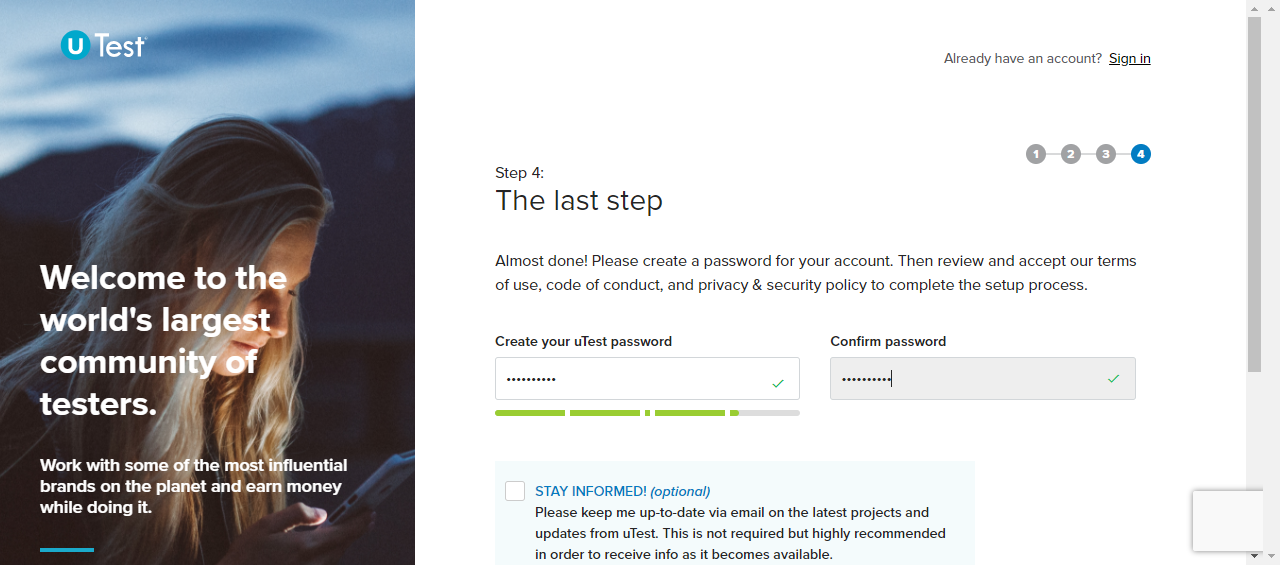 uTest
Already have an account? Sign in
1 2 3 4
Step 4:
The last step
Almost done! Please create a password for your account. Then review and accept our terms
of use, code of conduct, and privacy & security policy to complete the setup process.
Create your uTest password
Confirm password
••••••••••
••••••••••
STAY INFORMED! (optional)
Please keep me up-to-date via email on the latest projects and
updates from uTest. This is not required but highly recommended
in order to receive info as it becomes available.
Welcome to the
world's largest
community of
testers.
Work with some of the most influential
brands on the planet and earn money
while doing it.